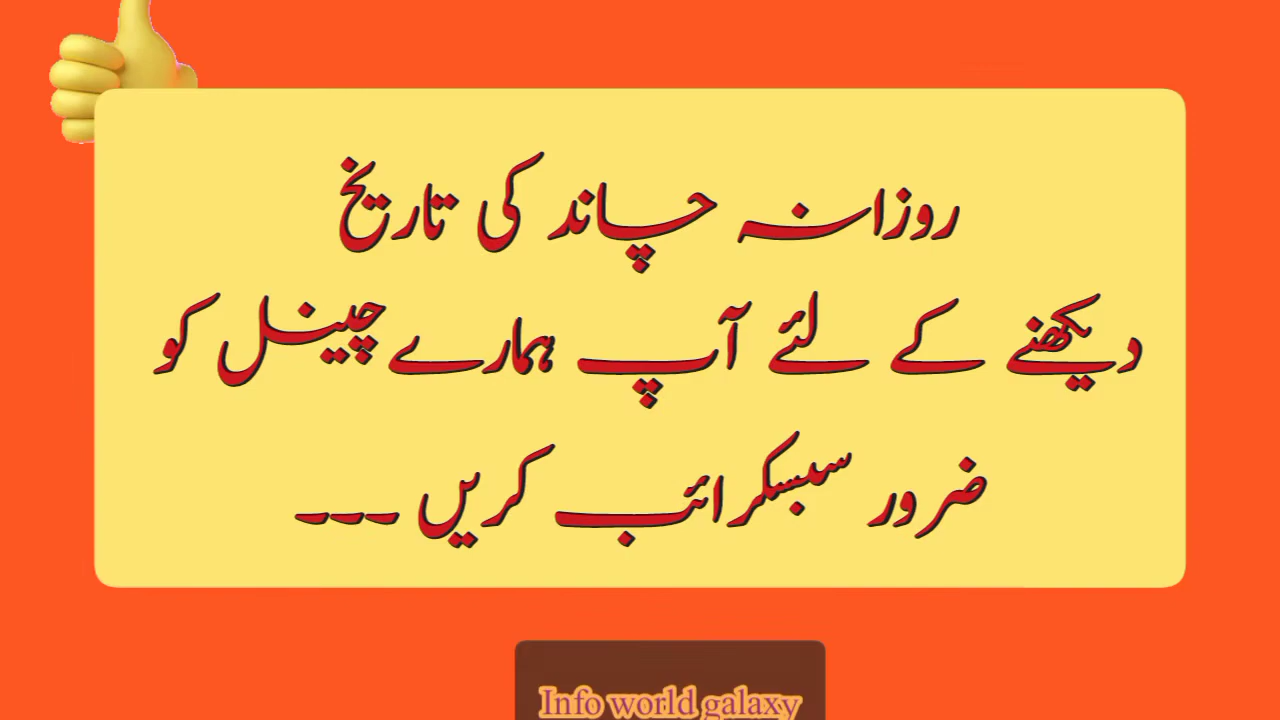 روزانہ چاند کی تاریخ
دیکھنے کے لئے آپ ہمارے چینل کو
ضرور سبسکرائب کریں ۔۔۔
Info world galaxy